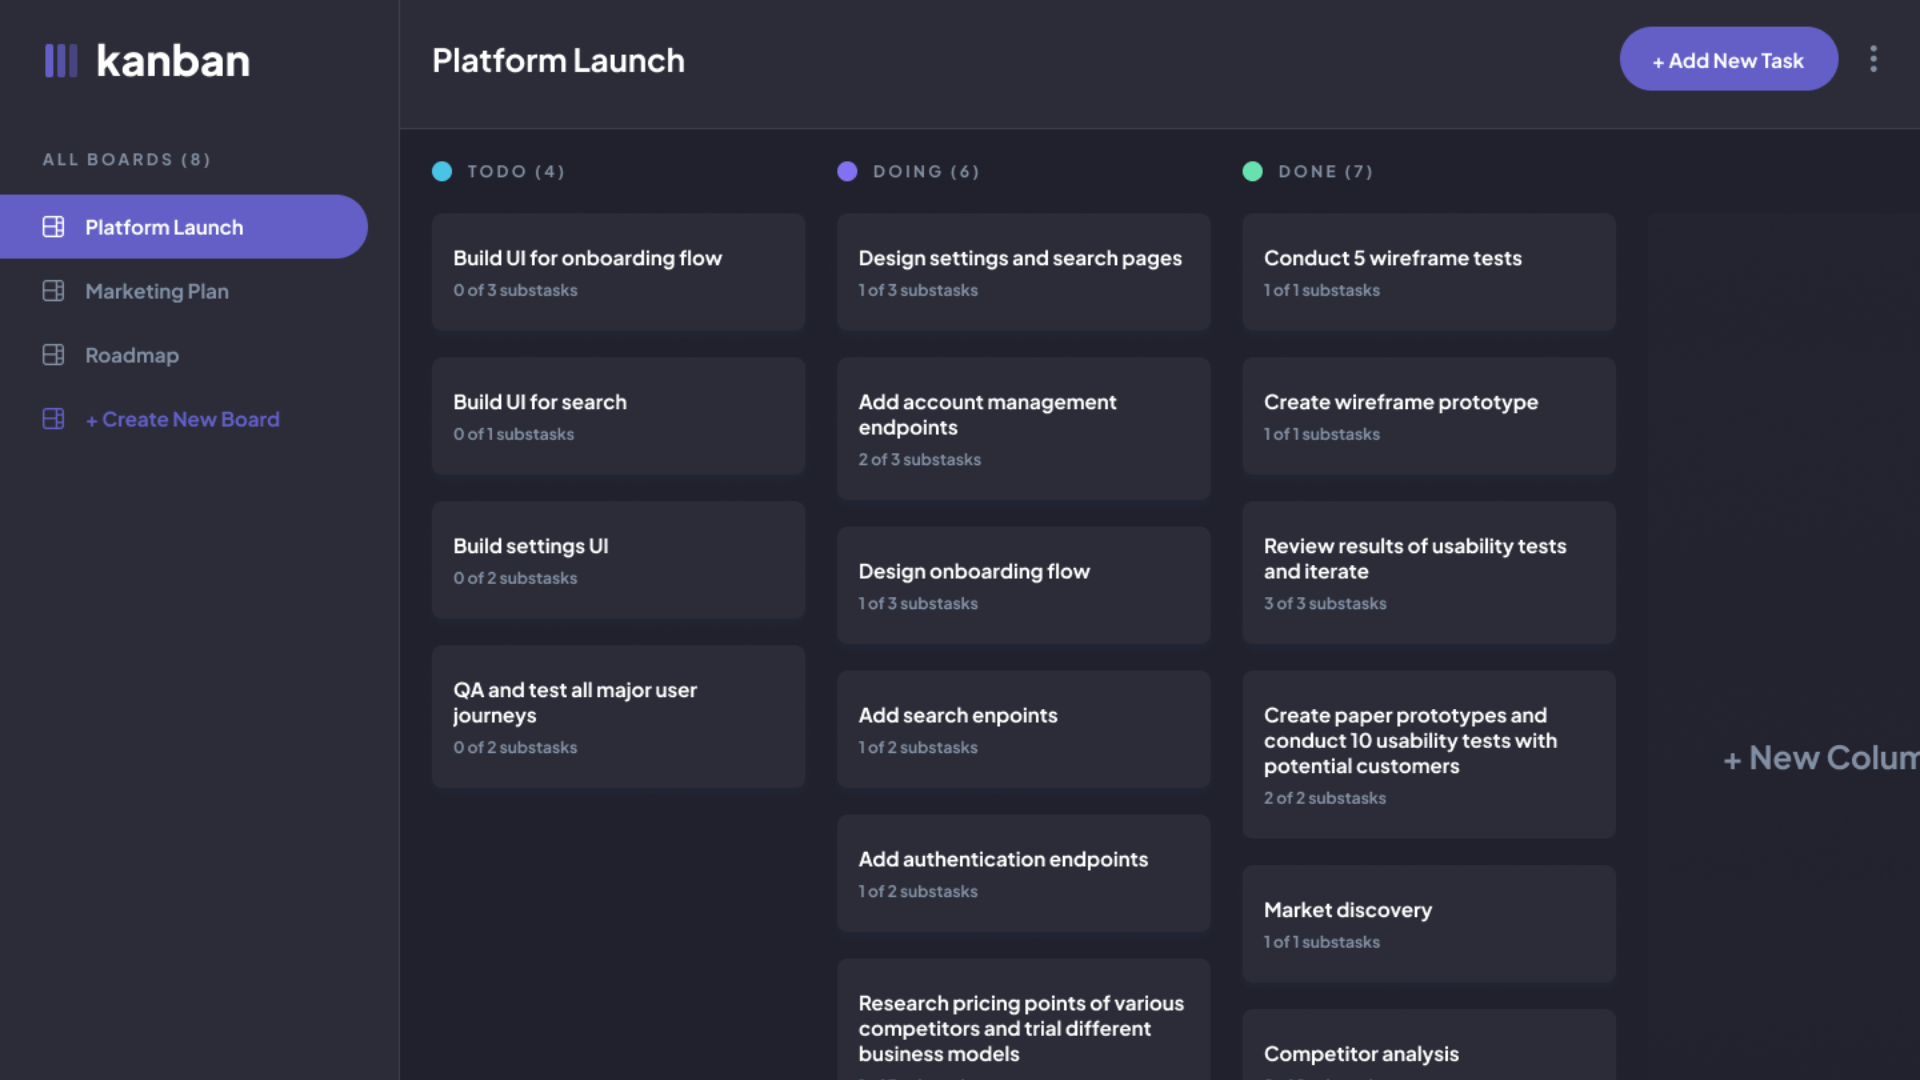 kanban
ALL BOARDS (8)
Platform Launch
Marketing Plan
Roadmap
+ Create New Board
Platform Launch
+ Add New Task
TODO (4)
Build UI for onboarding flow
0 of 3 substasks
Build UI for search
0 of 1 substasks
Build settings UI
0 of 2 substasks
QA and test all major user
journeys
0 of 2 substasks
DOING (6)
Design settings and search pages
1 of 3 substasks
Add account management
endpoints
2 of 3 substasks
Design onboarding flow
1 of 3 substasks
Add search enpoints
1 of 2 substasks
Add authentication endpoints
1 of 2 substasks
Research pricing points of various
competitors and trial different
business models
DONE (7)
Conduct 5 wireframe tests
1 of 1 substasks
Create wireframe prototype
1 of 1 substasks
Review results of usability tests
and iterate
3 of 3 substasks
Create paper prototypes and
conduct 10 usability tests with
potential customers
2 of 2 substasks
Market discovery
1 of 1 substasks
Competitor analysis
+ New Colum